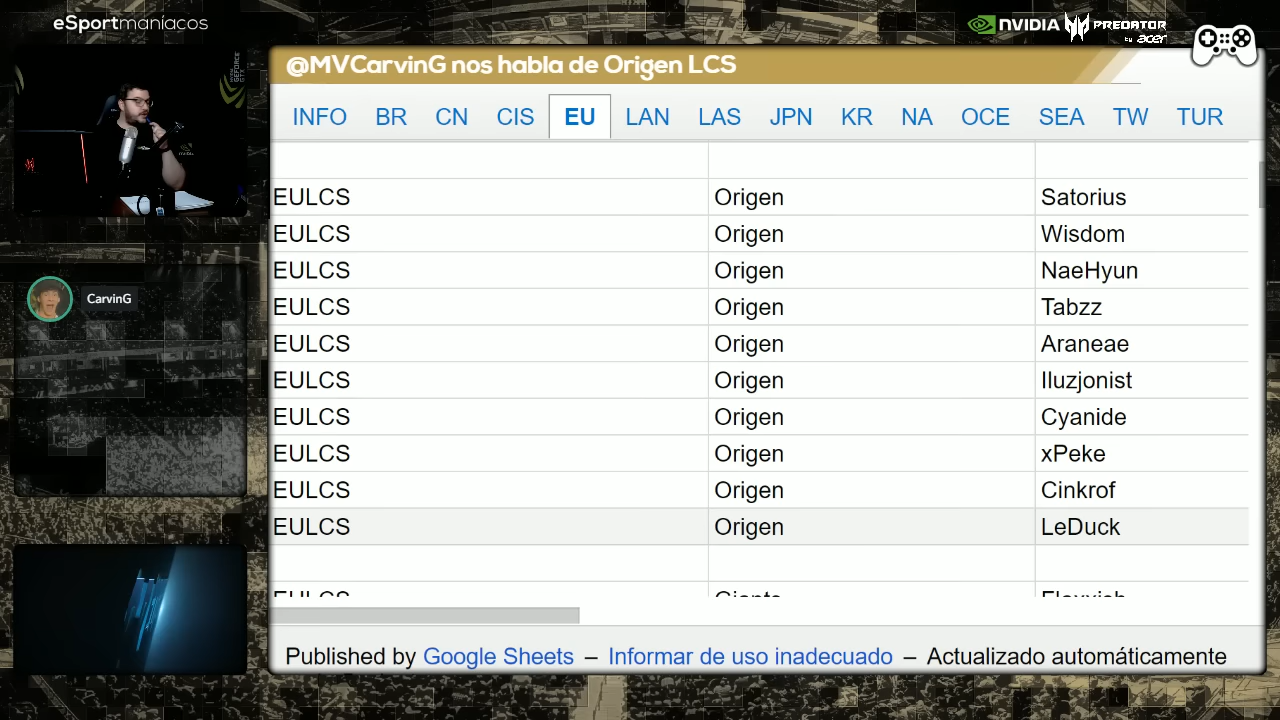 eSportmaníacos
NVIDIA
PREDATOR
by acer
@MVCarvinG nos habla de Origen LCS
INFO BR CN CIS EU LAN LAS JPN KR NA OCE SEA TW TUR
EULCS Origen Satorius
EULCS Origen Wisdom
EULCS Origen NaeHyun
EULCS Origen Tabzz
EULCS Origen Araneae
EULCS Origen Iluzjonist
EULCS Origen Cyanide
EULCS Origen xPeke
EULCS Origen Cinkrof
EULCS Origen LeDuck
EULCS Giants
CarvinG
Published by Google Sheets – Informar de uso inadecuado – Actualizado automáticamente